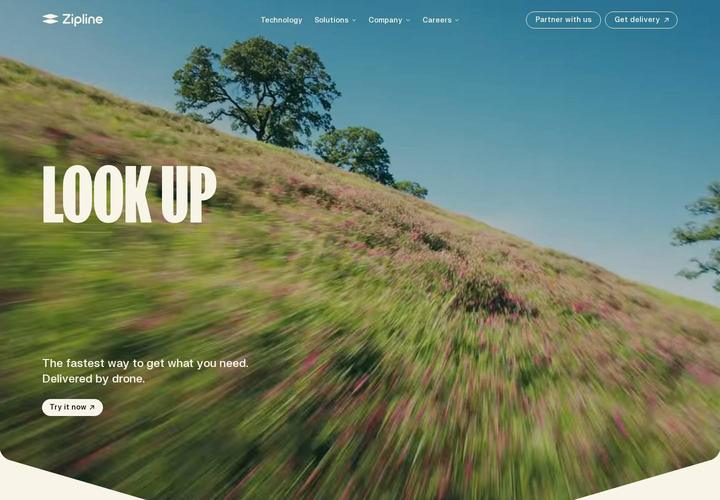 Zipline
Technology
Solutions
Company
Careers
Partner with us
Get delivery
LOOK UP
The fastest way to get what you need.
Delivered by drone.
Try it now